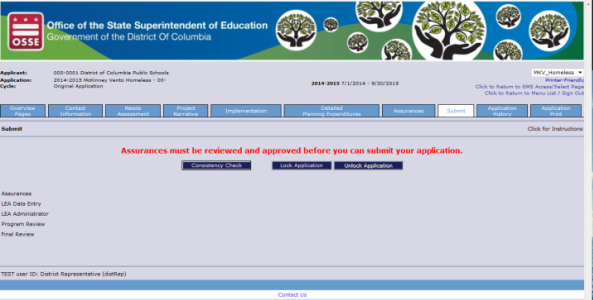 OSSE
Office of the State Superintendent of Education
Government of the District Of Columbia
Applicant: 000-0001 District of Columbia Public Schools
MKV_Homeless
Application: 2014-2015 McKinney Vento Homeless - 00-
2014-2015 7/1/2014 - 9/30/2015
Printer-Friendly
Cycle: Original Application
Click to Return to GMS Access/Select Page
Click to Return to Menu List / Sign Out
Overview Pages
Contact Information
Needs Assessment
Project Narrative
Implementation
Detailed Planning Expenditures
Assurances
Submit
Application History
Application Print
Submit
Click for Instructions
Assurances must be reviewed and approved before you can submit your application.
Consistency Check
Lock Application
Unlock Application
Assurances
LEA Data Entry
LEA Administrator
Program Review
Final Review
TEST user ID: District Representative (distRep)
Contact Us